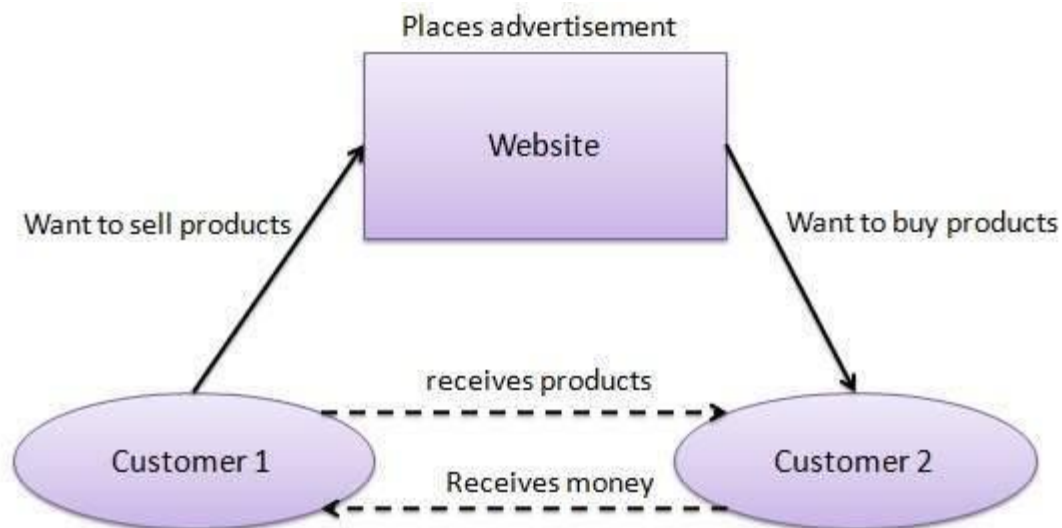 Places advertisement
Website
Want to sell products
Want to buy products
receives products
Customer 1
Customer 2
Receives money